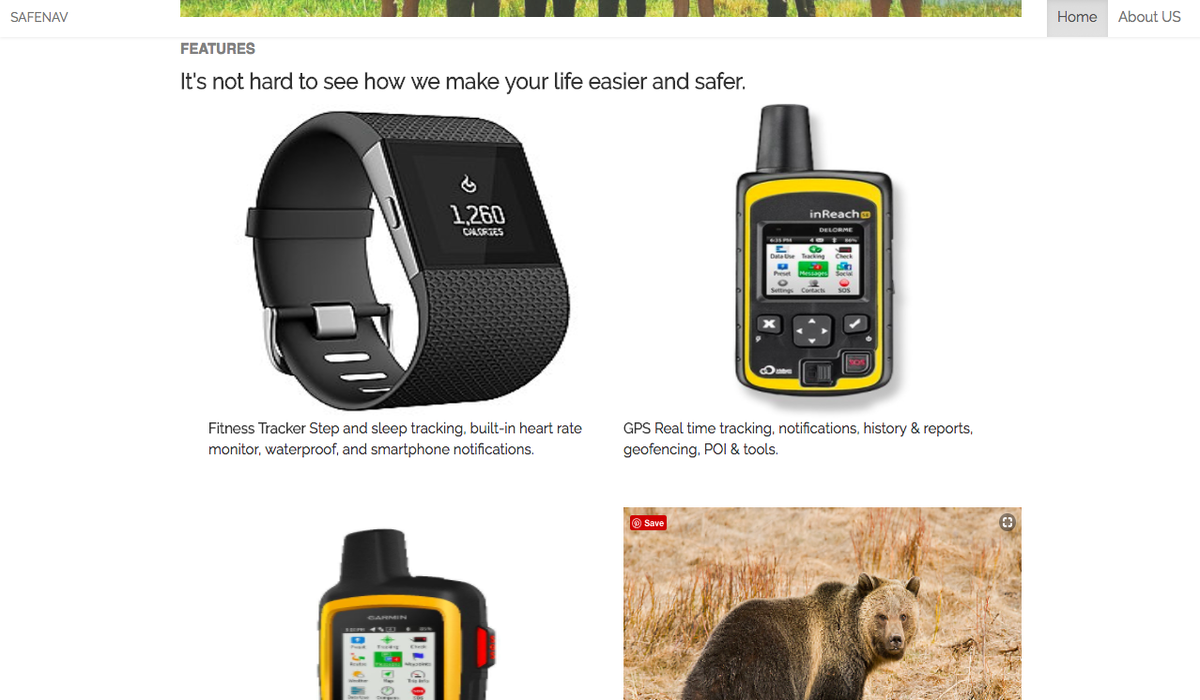 SAFENAV
Home
About US
FEATURES
It's not hard to see how we make your life easier and safer.
1,260
CALORIES
inReach SE
DELORME
Data Use Tracking Check
Preset Messages Social
Settings Contacts SOS
SOS
Fitness Tracker Step and sleep tracking, built-in heart rate
monitor, waterproof, and smartphone notifications.
GPS Real time tracking, notifications, history & reports,
geofencing, POI & tools.
Save
GARMIN
Tracking